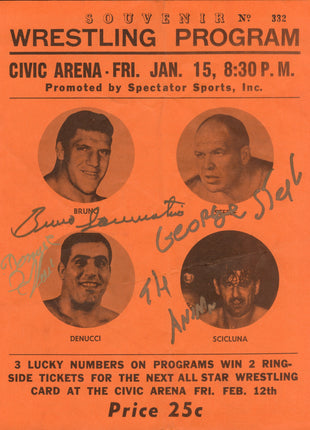 SOUVENIR Nº 332
WRESTLING PROGRAM
CIVIC ARENA - FRI. JAN. 15, 8:30 P.M.
Promoted by Spectator Sports, Inc.
BRUNO
Bruno Sammartino
George Steele
DENUCCI
SCICLUNA
3 LUCKY NUMBERS ON PROGRAMS WIN 2 RING-
SIDE TICKETS FOR THE NEXT ALL STAR WRESTLING
CARD AT THE CIVIC ARENA FRI. FEB. 12th
Price 25c